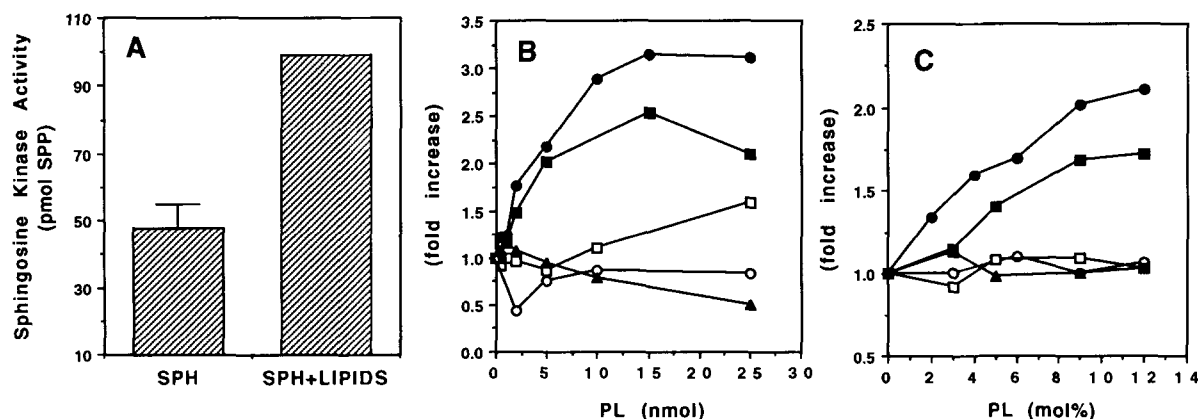 A
Sphingosine Kinase Activity
(pmol SPP)
110
90
70
50
30
10
SPH
SPH+LIPIDS
B
(fold increase)
3.5
3.0
2.5
2.0
1.5
1.0
0.5
0.0
0 5 10 15 20 25 30
PL (nmol)
C
(fold increase)
2.5
2.0
1.5
1.0
0.5
0 2 4 6 8 10 12 14
PL (mol%)